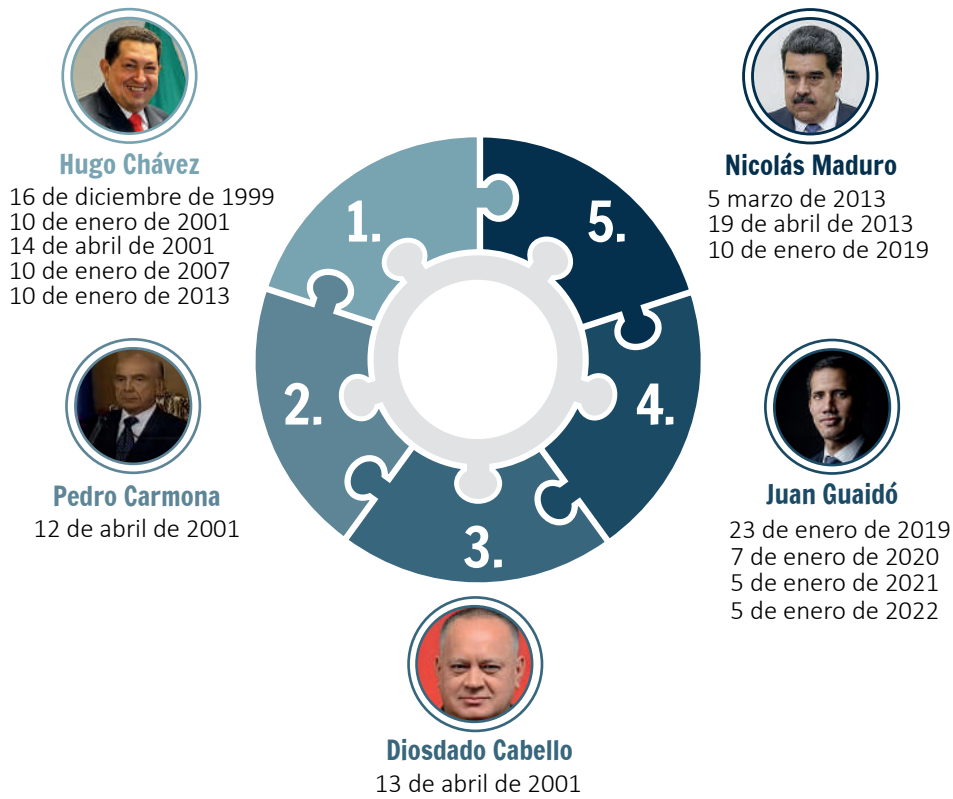 Hugo Chávez
16 de diciembre de 1999
10 de enero de 2001
14 de abril de 2001
10 de enero de 2007
10 de enero de 2013
1.
Pedro Carmona
12 de abril de 2001
2.
Diosdado Cabello
13 de abril de 2001
3.
Juan Guaidó
23 de enero de 2019
7 de enero de 2020
5 de enero de 2021
5 de enero de 2022
4.
Nicolás Maduro
5 marzo de 2013
19 de abril de 2013
10 de enero de 2019
5.